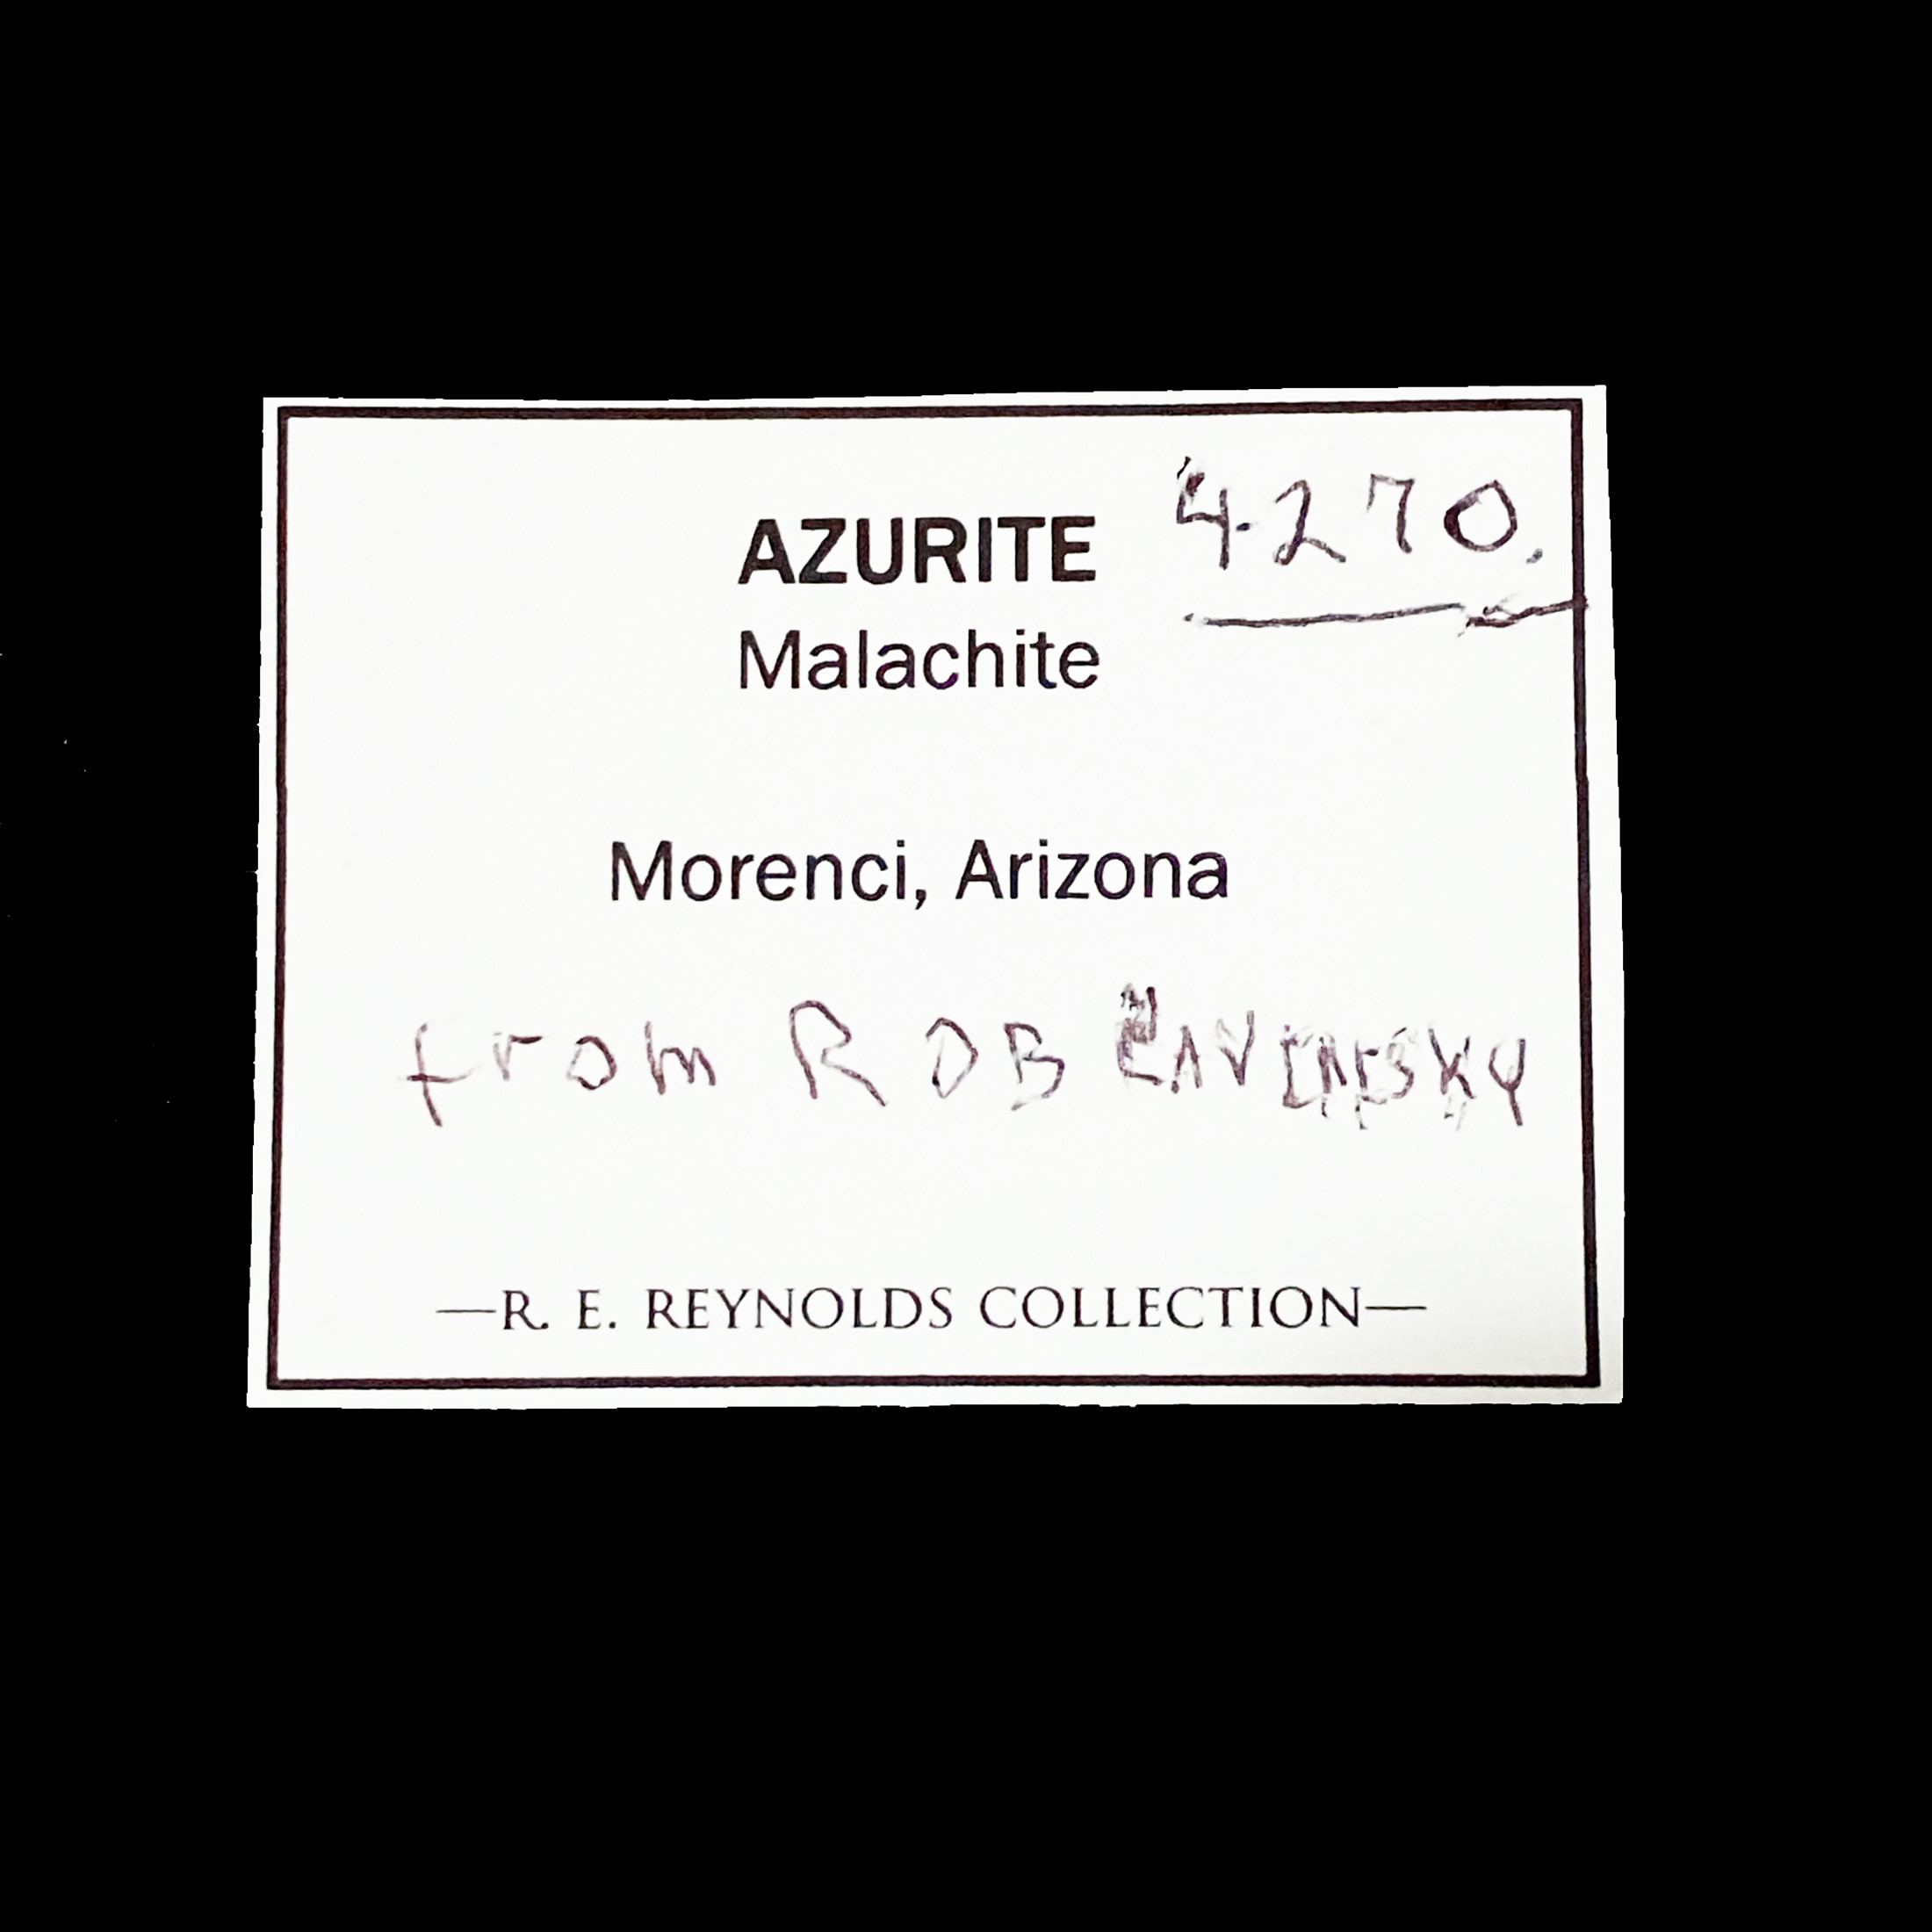 AZURITE 4270.
Malachite
Morenci, Arizona
from ROB
—R. E. REYNOLDS COLLECTION—